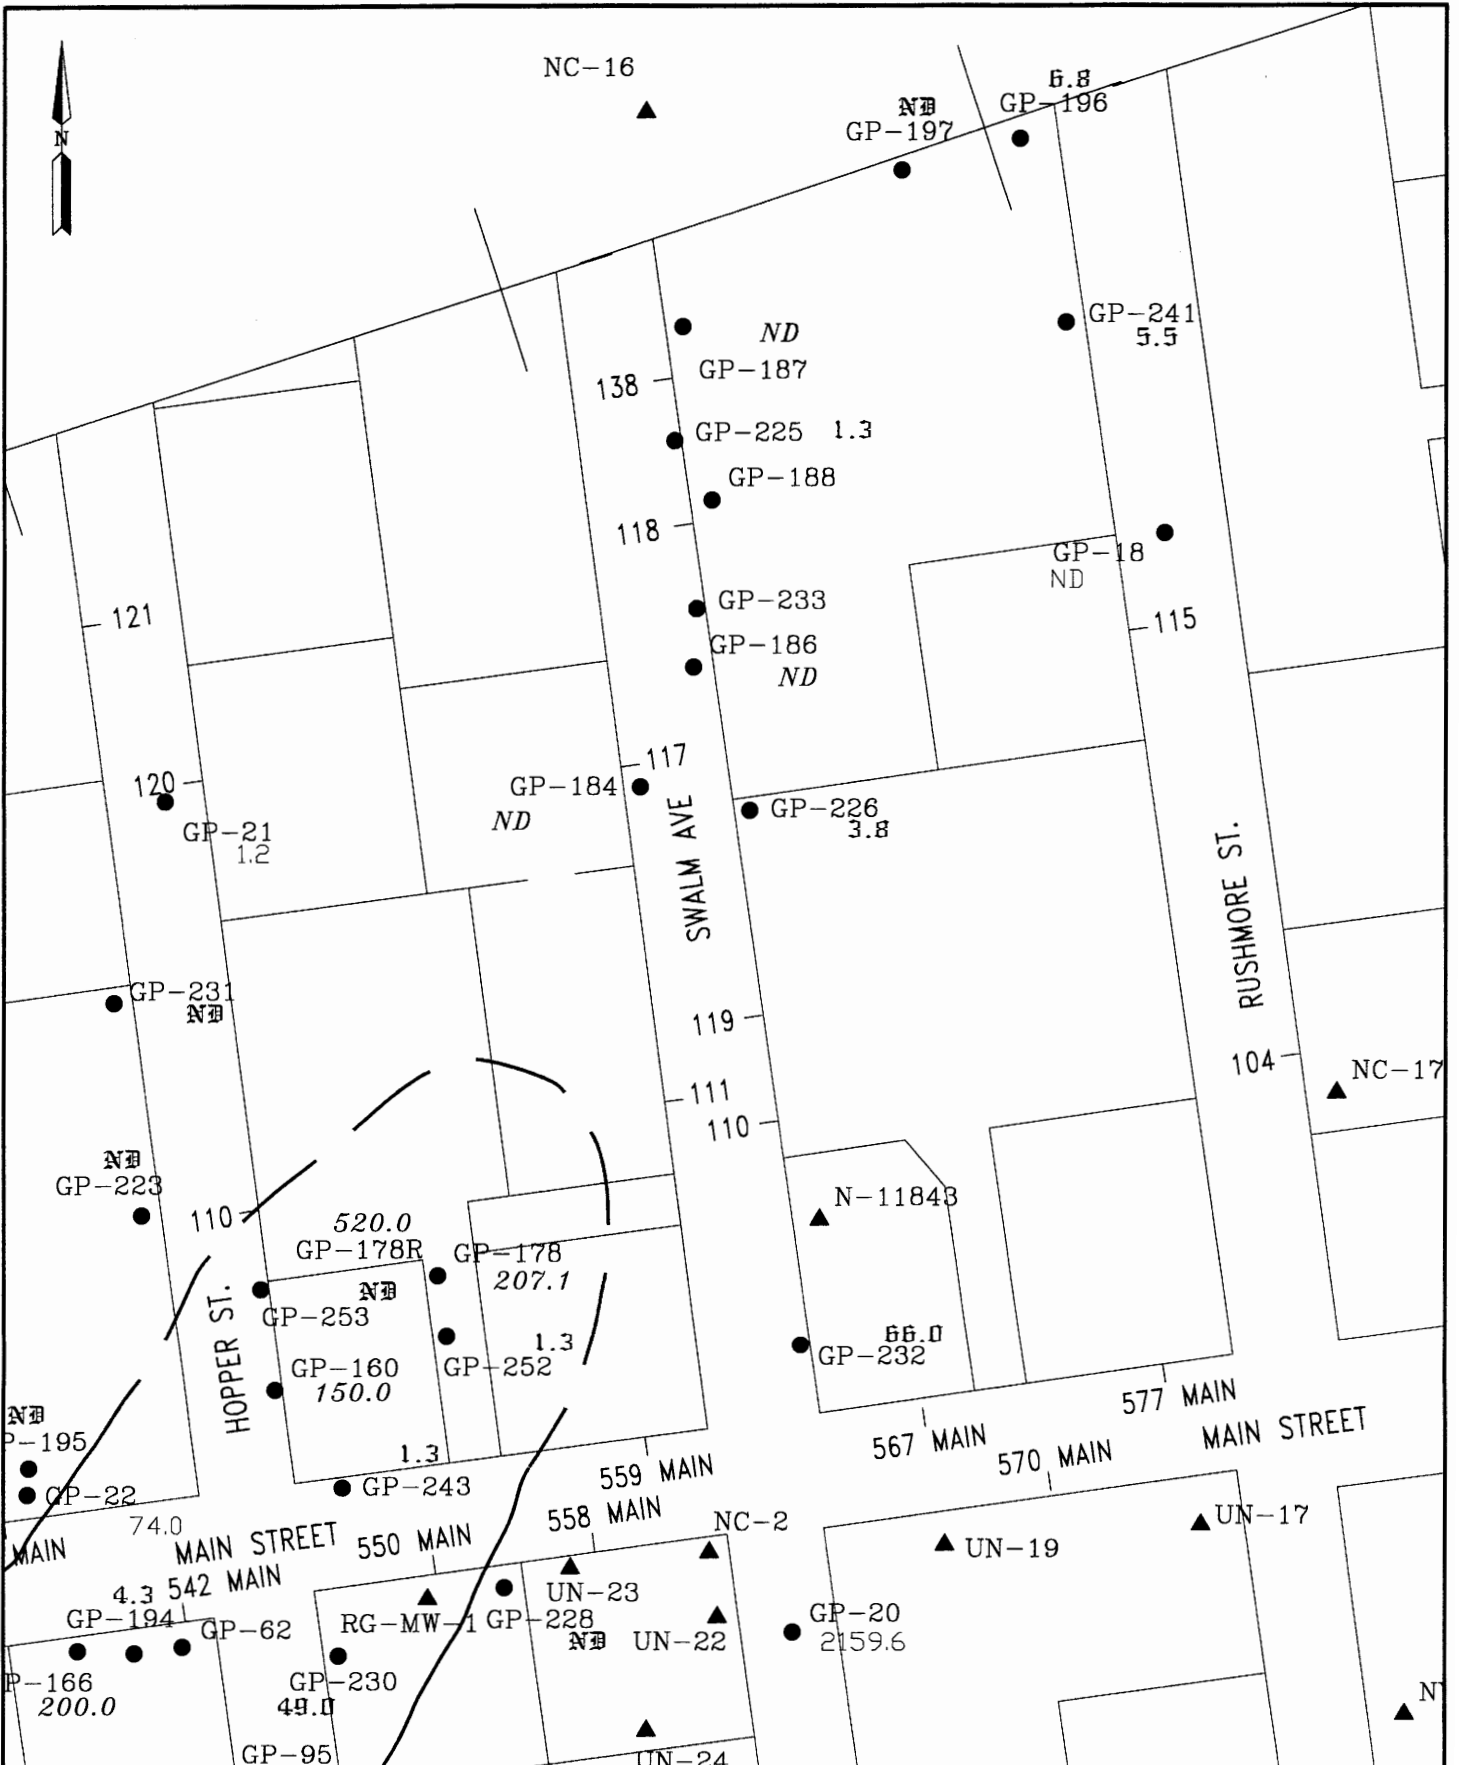 NC-16
6.8
ND
GP-196
GP-197
N
GP-241
5.5
ND
GP-187
138
GP-225 1.3
GP-188
118
GP-18
ND
GP-233
121
115
GP-186
ND
117
120
GP-184
GP-226
ND
3.8
GP-21
1.2
SWALM AVE
RUSHMORE ST.
GP-231
ND
119
104
NC-17
111
110
ND
GP-223
N-11843
110
520.0
GP-178R
GP-178
207.1
ND
GP-253
HOPPER ST.
1.3
66.0
GP-232
GP-160
GP-252
150.0
577 MAIN
ND
P-195
MAIN STREET
567 MAIN
1.3
570 MAIN
559 MAIN
GP-243
GP-22
74.0
558 MAIN
NC-2
UN-17
MAIN STREET
550 MAIN
UN-19
MAIN
4.3
542 MAIN
UN-23
GP-194
GP-62
RG-MW-1
GP-228
GP-20
ND
UN-22
2159.6
P-166
200.0
GP-230
49.0
N
GP-95
UN-24